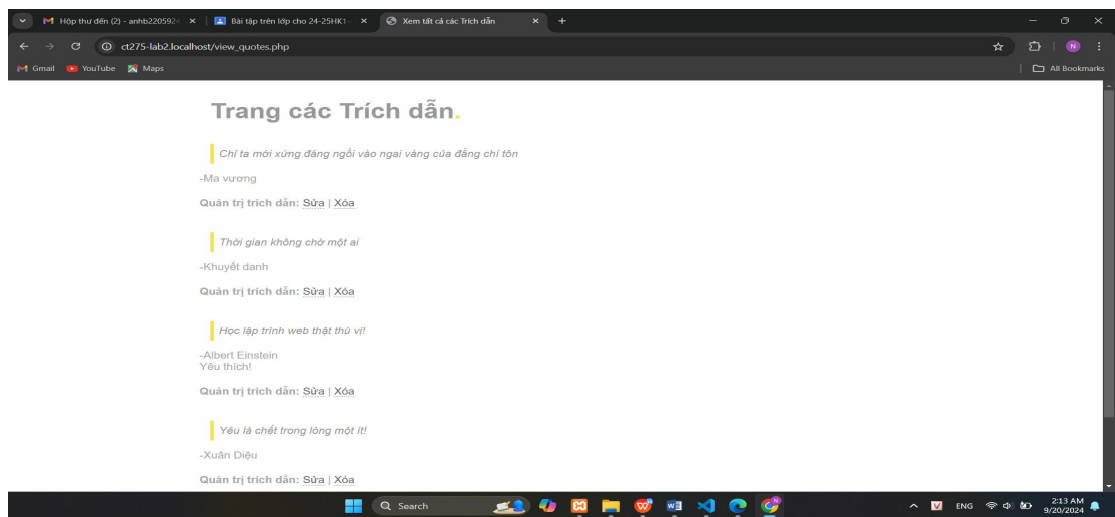 Hộp thư đến (2) - anhb220592
Bài tập trên lớp cho 24-25HK1
Xem tất cả các Trích dẫn
ct275-lab2.localhost/view_quotes.php
N
Gmail YouTube Maps
All Bookmarks
Trang các Trích dẫn.
Chỉ ta mới xứng đáng ngồi vào ngai vàng của đấng chí tôn
-Ma vương
Quản trị trích dẫn: Sửa | Xóa
Thời gian không chờ một ai
-Khuyết danh
Quản trị trích dẫn: Sửa | Xóa
Học lập trình web thật thú vị!
-Albert Einstein
Yêu thích!
Quản trị trích dẫn: Sửa | Xóa
Yêu là chết trong lòng một ít!
-Xuân Diệu
Quản trị trích dẫn: Sửa | Xóa
Search
V ENG
2:13 AM
9/20/2024